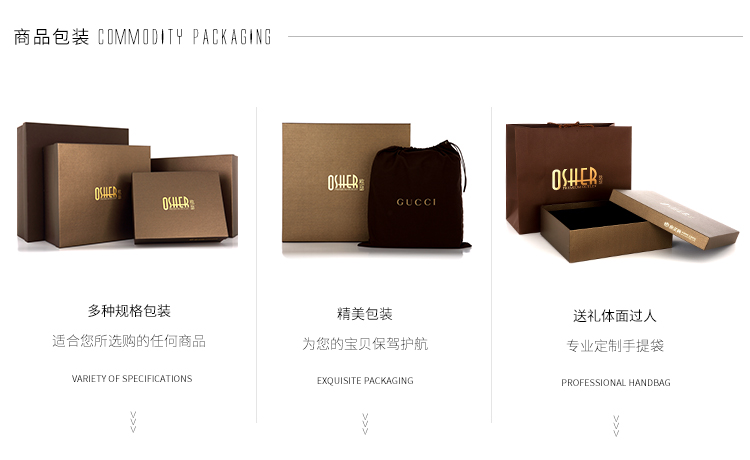 商品包装 COMMODITY PACKAGING
OSHER
OSHER
GUCCI
OSHER
多种规格包装
适合您所选购的任何商品
VARIETY OF SPECIFICATIONS
精美包装
为您的宝贝保驾护航
EXQUISITE PACKAGING
送礼体面过人
专业定制手提袋
PROFESSIONAL HANDBAG